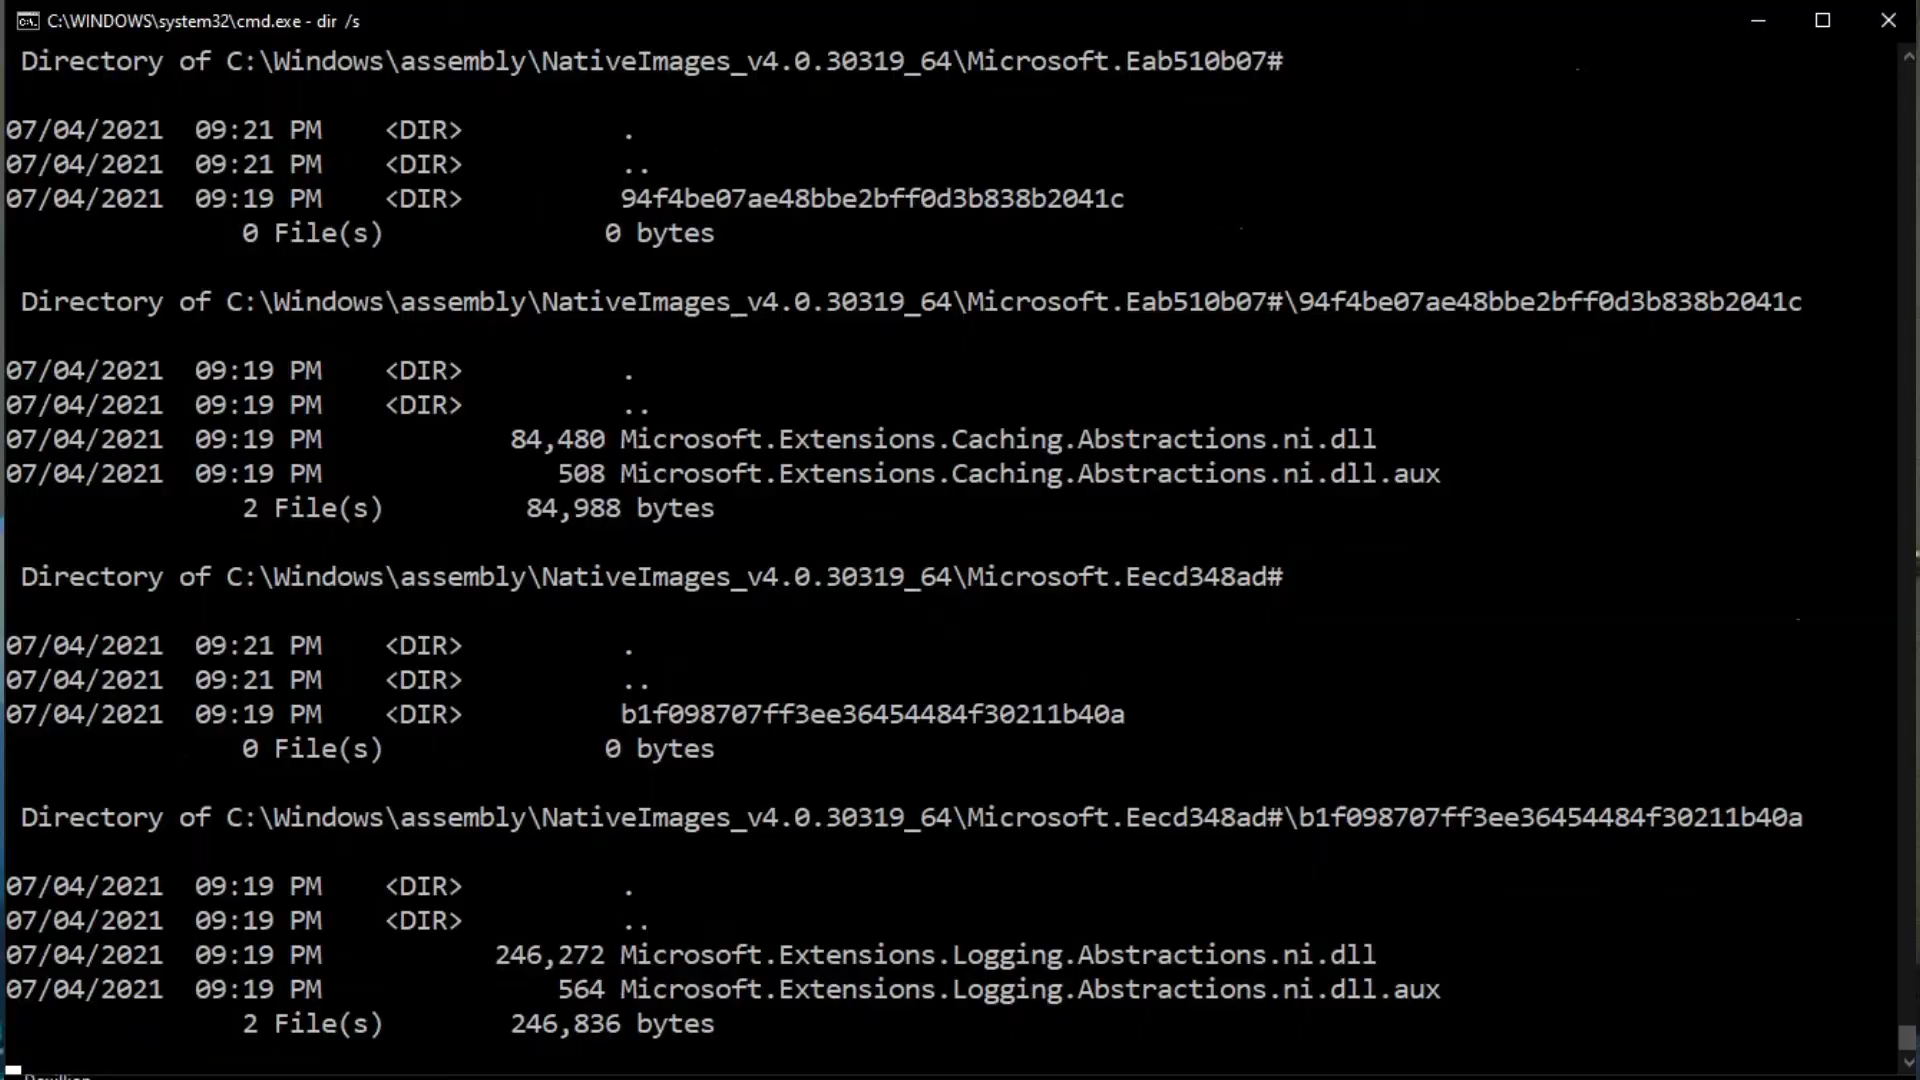 C:\WINDOWS\system32\cmd.exe - dir /s
Directory of C:\Windows\assembly\NativeImages_v4.0.30319_64\Microsoft.Eab510b07#
07/04/2021  09:21 PM    <DIR>          .
07/04/2021  09:21 PM    <DIR>          ..
07/04/2021  09:19 PM    <DIR>          94f4be07ae48bbe2bff0d3b838b2041c
0 File(s)              0 bytes
Directory of C:\Windows\assembly\NativeImages_v4.0.30319_64\Microsoft.Eab510b07#\94f4be07ae48bbe2bff0d3b838b2041c
07/04/2021  09:19 PM    <DIR>          .
07/04/2021  09:19 PM    <DIR>          ..
07/04/2021  09:19 PM            84,480 Microsoft.Extensions.Caching.Abstractions.ni.dll
07/04/2021  09:19 PM               508 Microsoft.Extensions.Caching.Abstractions.ni.dll.aux
2 File(s)         84,988 bytes
Directory of C:\Windows\assembly\NativeImages_v4.0.30319_64\Microsoft.Eecd348ad#
07/04/2021  09:21 PM    <DIR>          .
07/04/2021  09:21 PM    <DIR>          ..
07/04/2021  09:19 PM    <DIR>          b1f098707ff3ee36454484f30211b40a
0 File(s)              0 bytes
Directory of C:\Windows\assembly\NativeImages_v4.0.30319_64\Microsoft.Eecd348ad#\b1f098707ff3ee36454484f30211b40a
07/04/2021  09:19 PM    <DIR>          .
07/04/2021  09:19 PM    <DIR>          ..
07/04/2021  09:19 PM           246,272 Microsoft.Extensions.Logging.Abstractions.ni.dll
07/04/2021  09:19 PM               564 Microsoft.Extensions.Logging.Abstractions.ni.dll.aux
2 File(s)        246,836 bytes